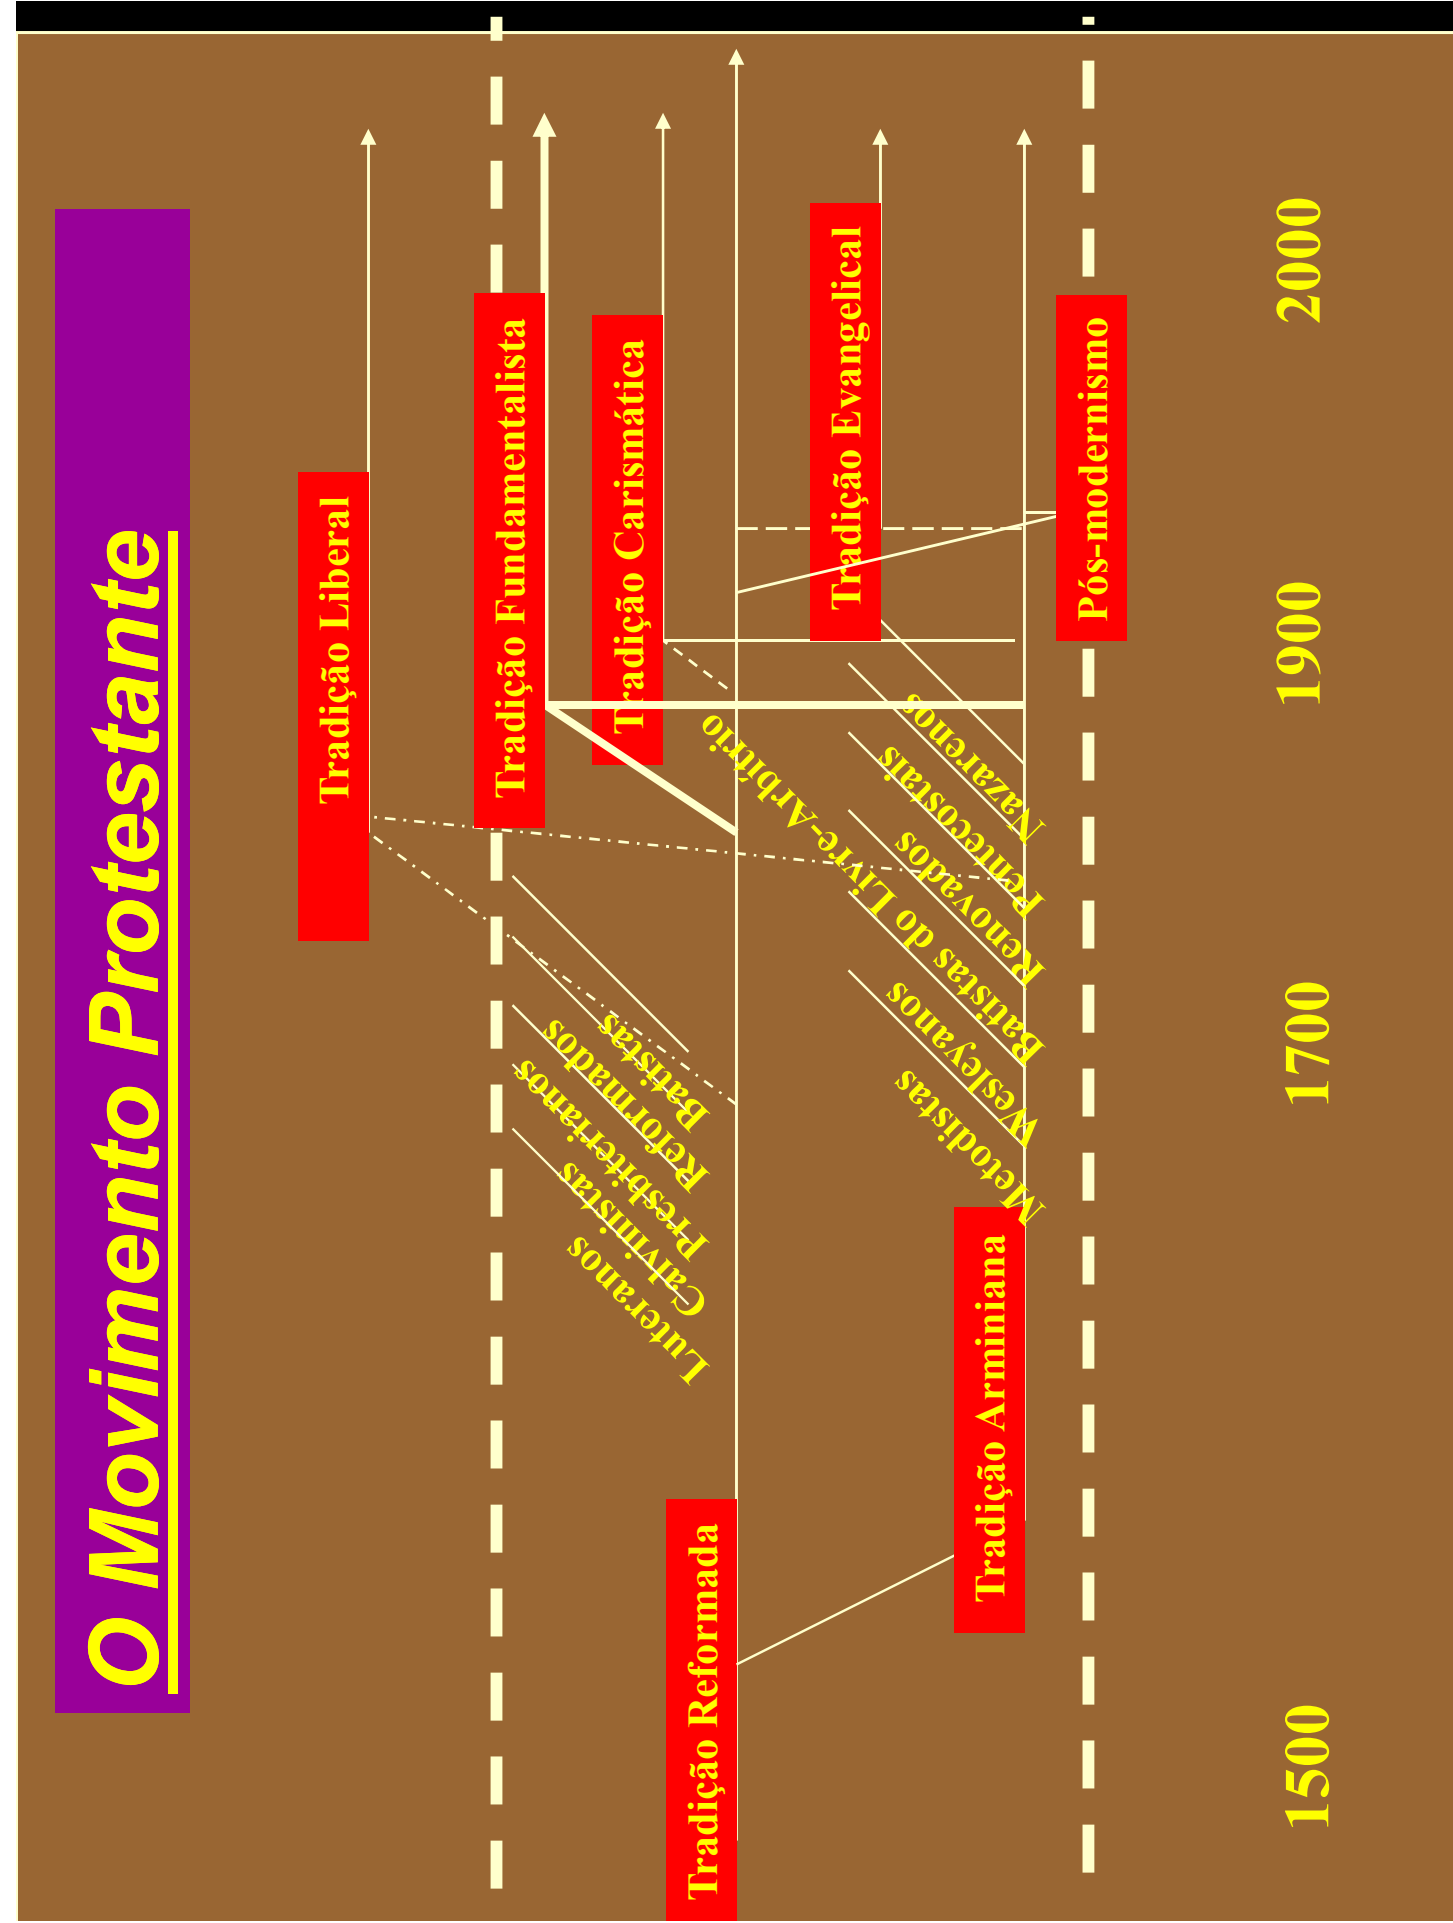 O Movimento Protestante
Tradição Liberal
Tradição Fundamentalista
Tradição Carismática
Tradição Reformada
Luteranos
Calvinistas
Presbiterianos
Reformados
Batistas
Tradição Evangelical
Tradição Arminiana
Metodistas
Wesleyanos
Batistas do Livre-Arbítrio
Renovados
Pentecostais
Nazarenos
Pós-modernismo
1500
1700
1900
2000